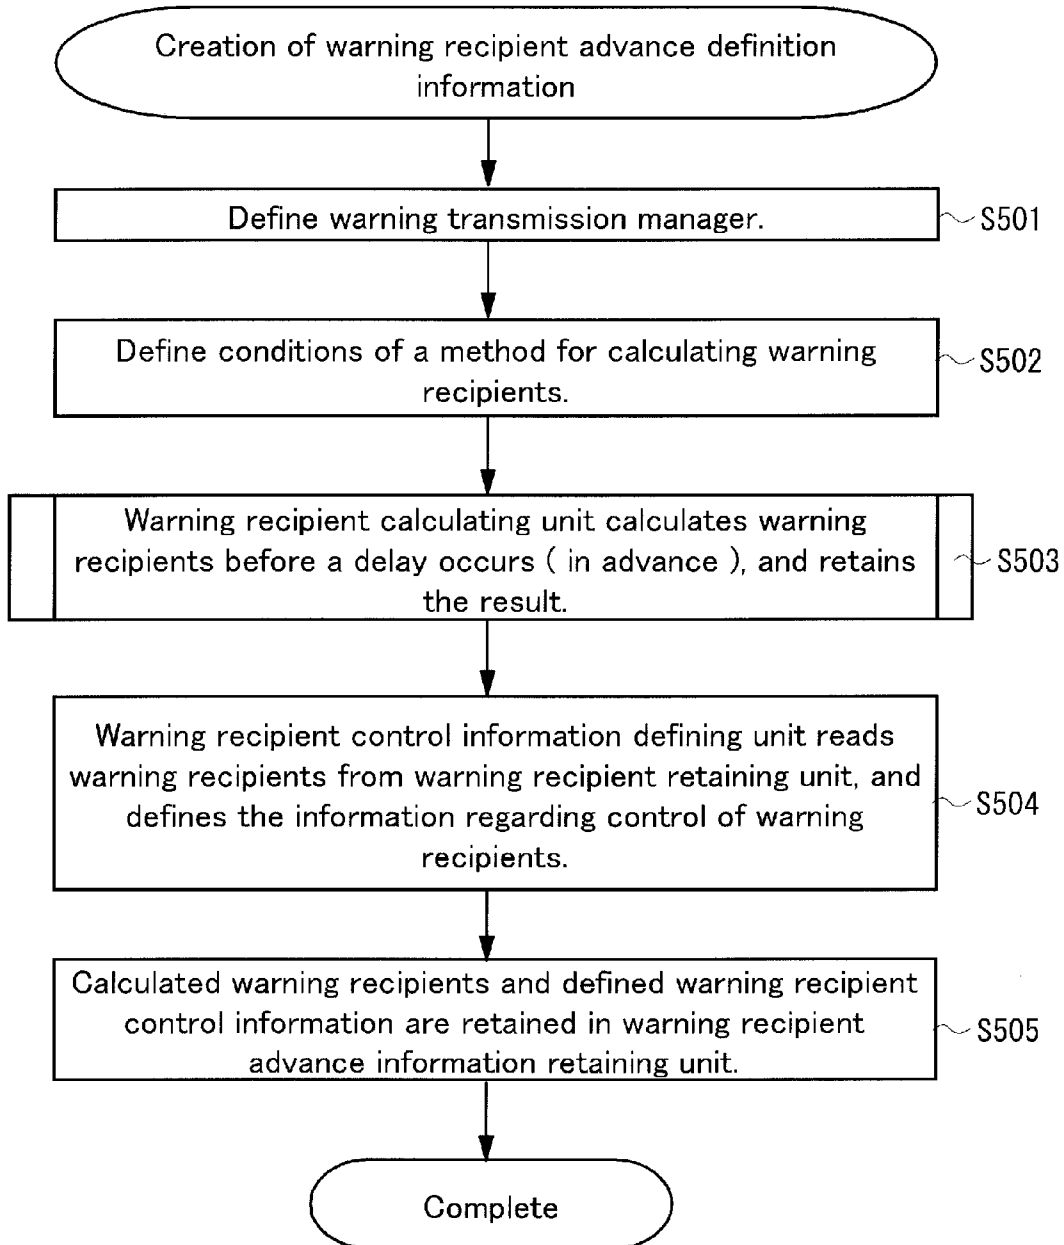 Creation of warning recipient advance definition
information
Define warning transmission manager.
S501
Define conditions of a method for calculating warning
recipients.
S502
Warning recipient calculating unit calculates warning
recipients before a delay occurs ( in advance ), and retains
the result.
S503
Warning recipient control information defining unit reads
warning recipients from warning recipient retaining unit, and
defines the information regarding control of warning
recipients.
S504
Calculated warning recipients and defined warning recipient
control information are retained in warning recipient
advance information retaining unit.
S505
Complete